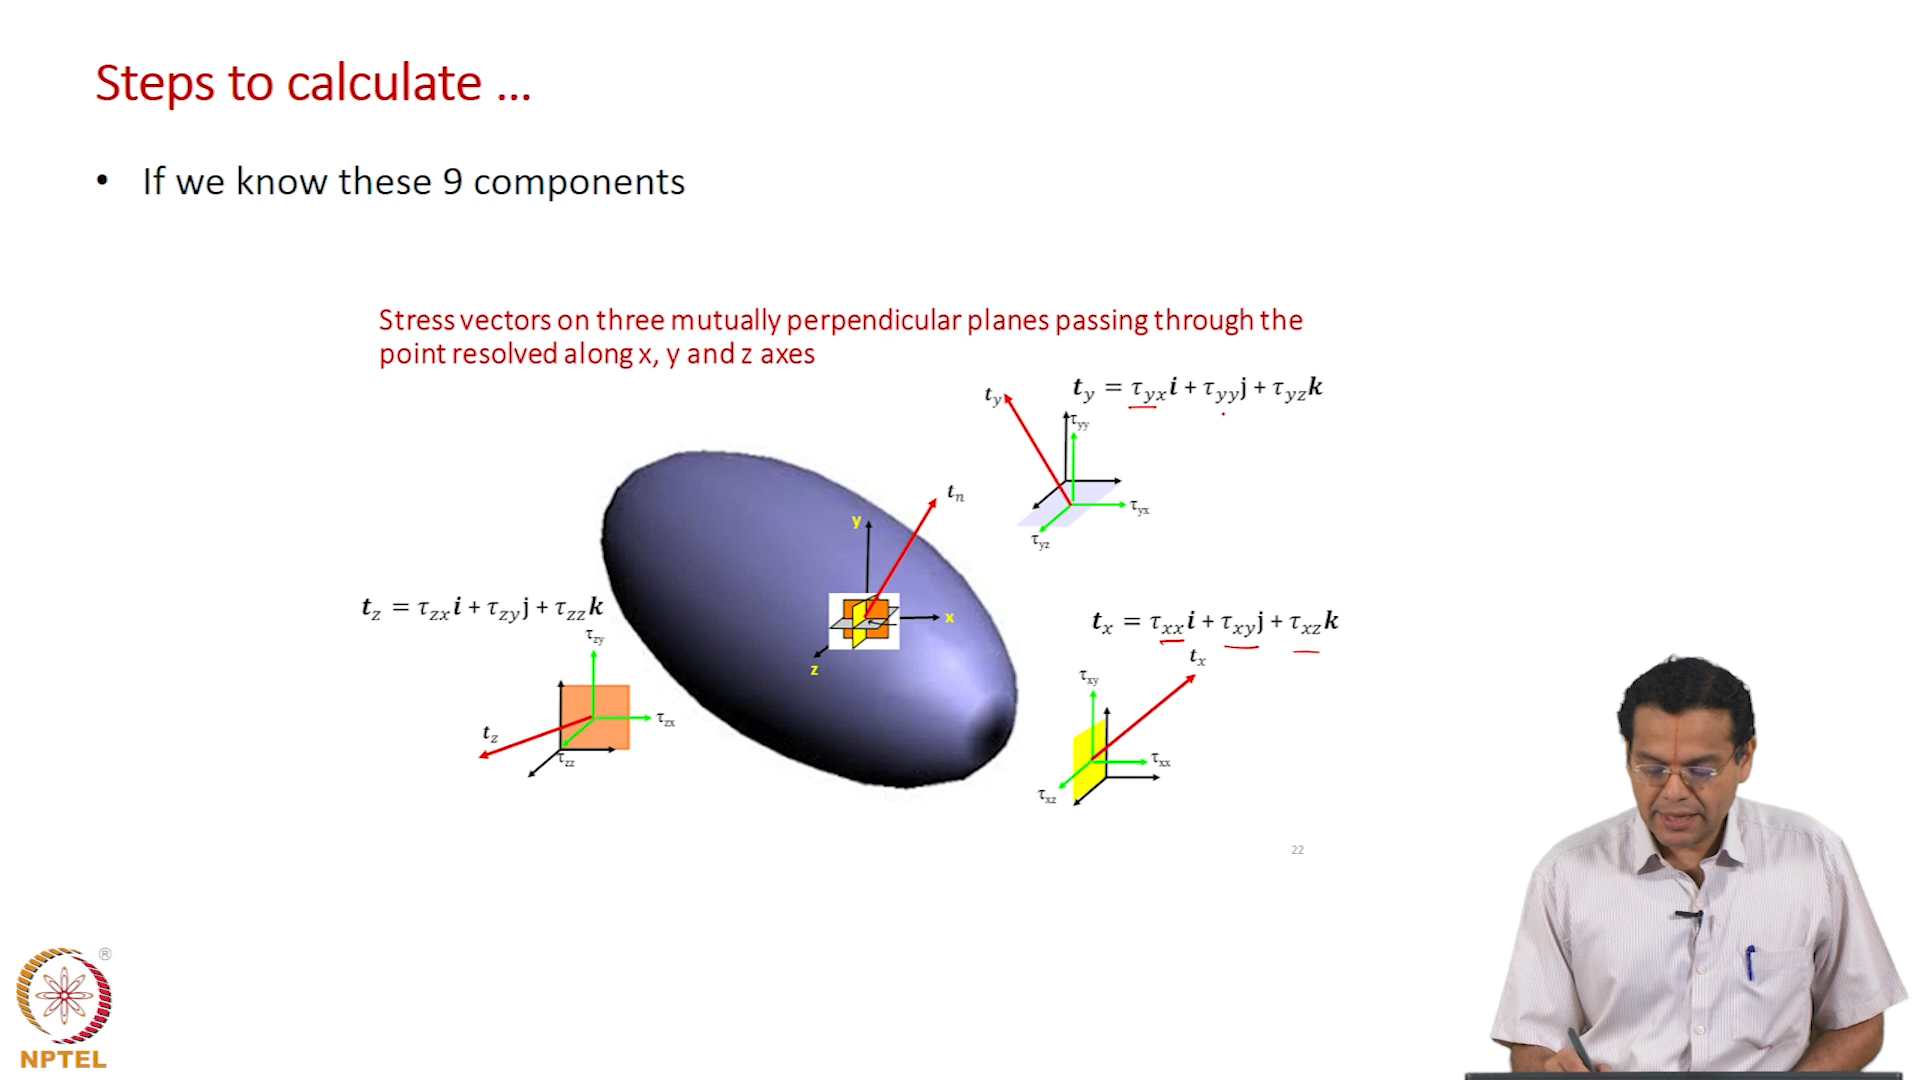 Steps to calculate ...
• If we know these 9 components
Stress vectors on three mutually perpendicular planes passing through the
point resolved along x, y and z axes
t_y
t_y = τ_yx i + τ_yy j + τ_yz k
τ_yy
τ_yx
τ_yz
t_n
y
x
z
t_z = τ_zx i + τ_zy j + τ_zz k
τ_zy
τ_zx
t_z
τ_zz
t_x = τ_xx i + τ_xy j + τ_xz k
t_x
τ_xy
τ_xx
τ_xz
22
®
NPTEL